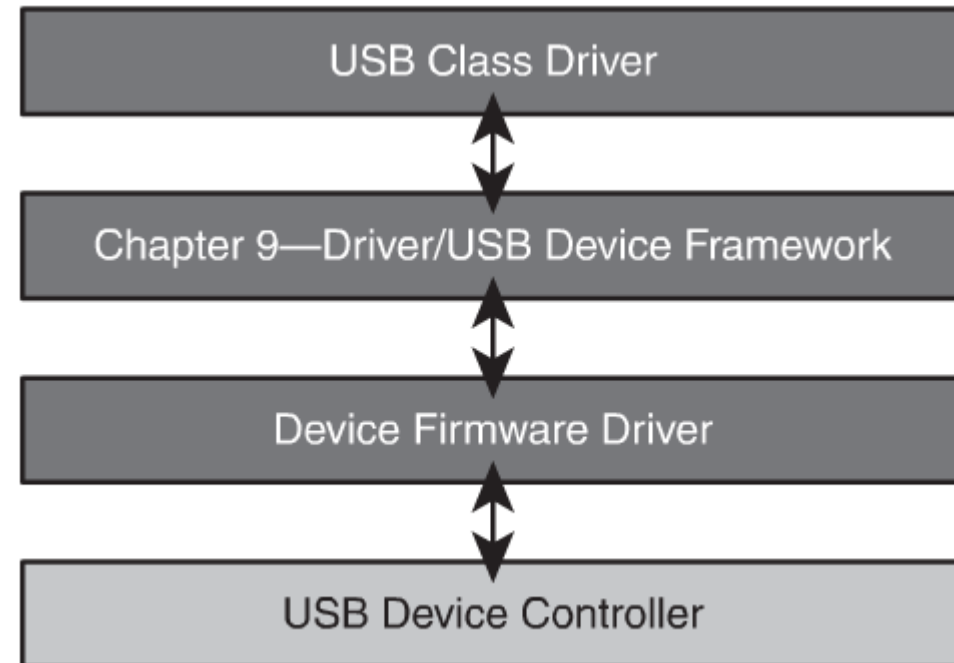 USB Class Driver
Chapter 9—Driver/USB Device Framework
Device Firmware Driver
USB Device Controller